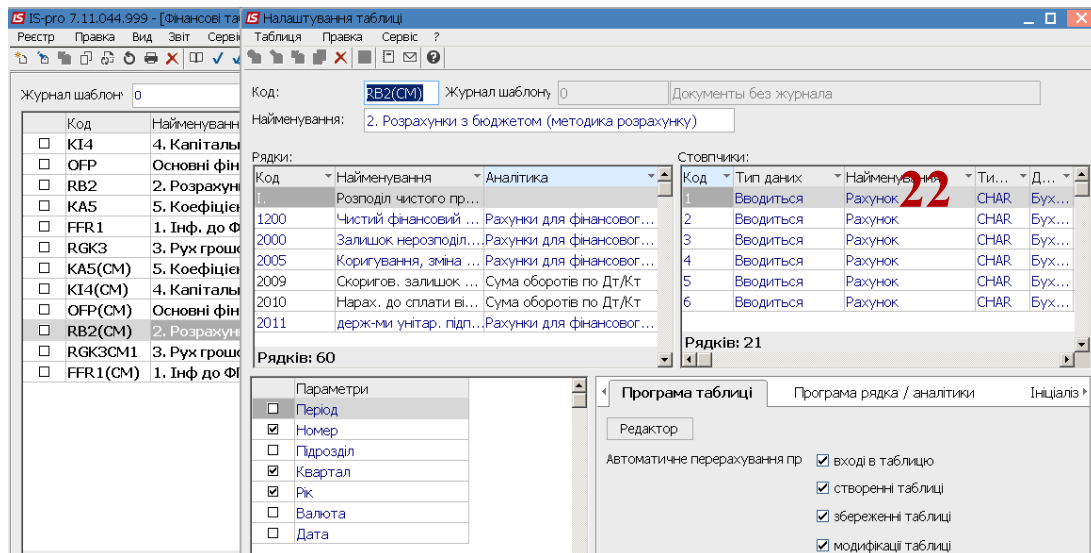 IS-pro 7.11.044.999 - [Фінансові та
Налаштування таблиці
Реєстр Правка Вид Звіт Сервіс
Таблиця Правка Сервіс ?
Журнал шаблону 0
Код Найменуванн
KI4 4. Капітальн
OFP Основні фін
RB2 2. Розрахунк
KA5 5. Коефіцієн
FFR1 1. Інф. до Ф
RGK3 3. Рух грошо
KA5(CM) 5. Коефіцієн
KI4(CM) 4. Капітальн
OFP(CM) Основні фін
RB2(CM) 2. Розрахунк
RGK3CM1 3. Рух грошо
FFR1(CM) 1. Інф до ФП
Код: RB2(CM) Журнал шаблону 0 Документы без журнала
Найменування: 2. Розрахунки з бюджетом (методика розрахунку)
Рядки:
Код Найменування Аналітика
I. Розподіл чистого пр...
1200 Чистий фінансовий ... Рахунки для фінансовог...
2000 Залишок нерозподіл... Рахунки для фінансовог...
2005 Коригування, зміна ... Рахунки для фінансовог...
2009 Скоригов. залишок ... Сума оборотів по Дт/Кт
2010 Нарах. до сплати ві... Сума оборотів по Дт/Кт
2011 держ-ми унітар. підп... Рахунки для фінансовог...
Рядків: 60
Стовпчики:
Код Тип даних Найменування Ти... Д...
22
1 Вводиться Рахунок CHAR Бух...
2 Вводиться Рахунок CHAR Бух...
3 Вводиться Рахунок CHAR Бух...
4 Вводиться Рахунок CHAR Бух...
5 Вводиться Рахунок CHAR Бух...
6 Вводиться Рахунок CHAR Бух...
Рядків: 21
Параметри
Період
Номер
Підрозділ
Квартал
Рік
Валюта
Дата
Програма таблиці Програма рядка / аналітики Ініціаліз
Редактор
Автоматичне перерахування пр
вході в таблицю
створенні таблиці
збереженні таблиці
модифікації таблиці